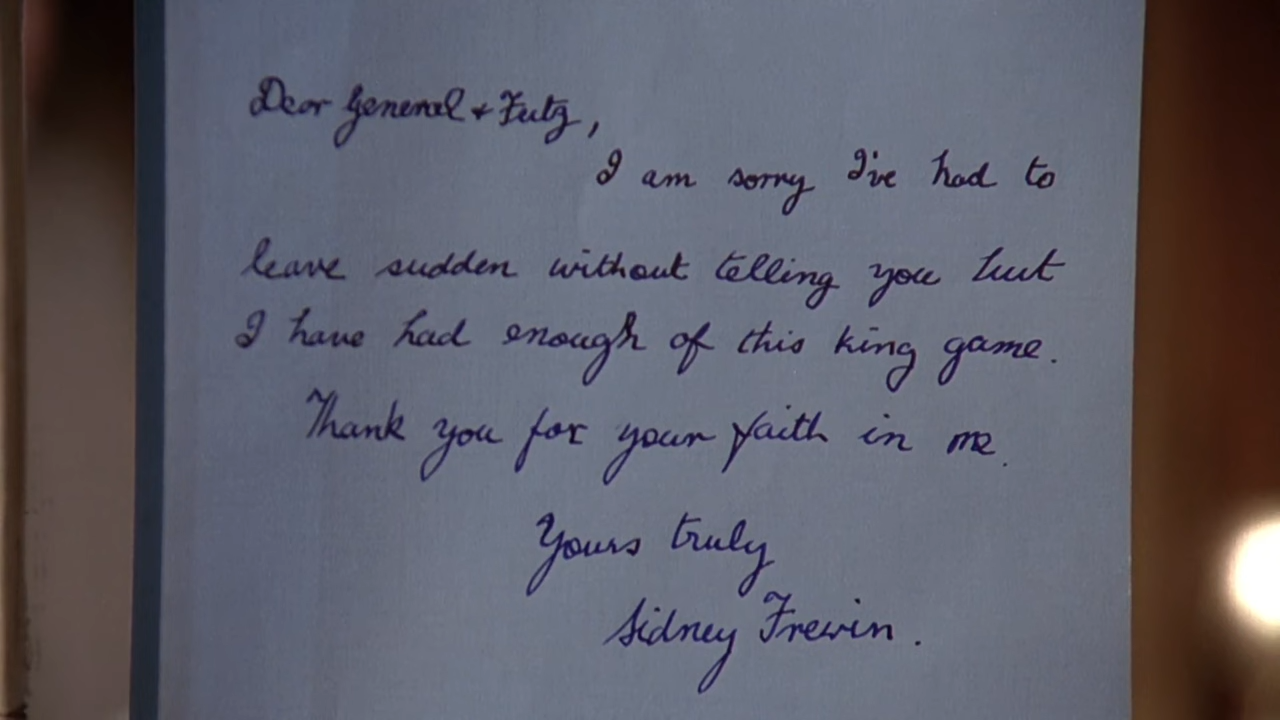 Dear General & Fritz,
I am sorry I've had to
leave sudden without telling you but
I have had enough of this king game.
Thank you for your faith in me.
Yours truly
Sidney Frewin.